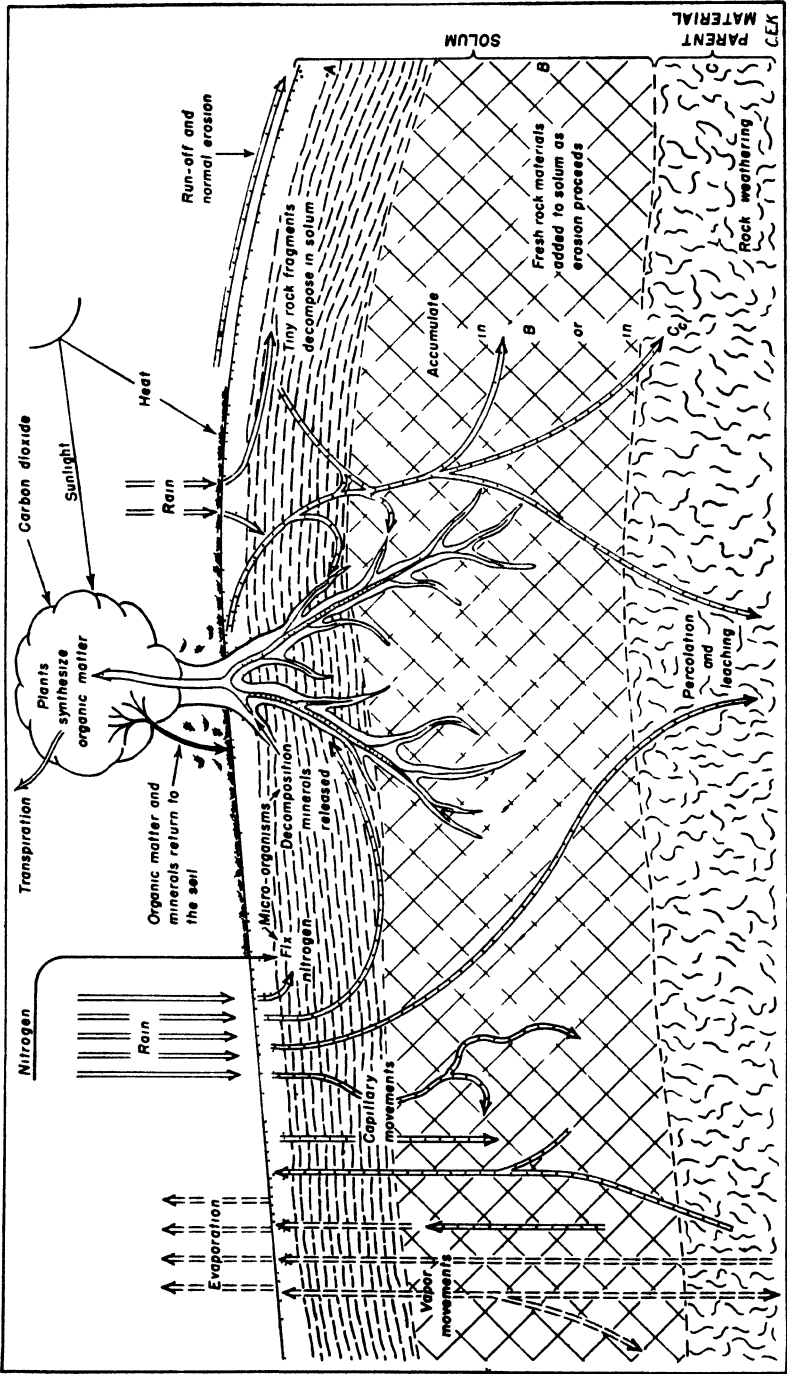 Nitrogen
Transpiration
Carbon dioxide
Sunlight
Plants
synthesize
organic matter
Organic matter and
minerals return to
the soil
Rain
Rain
Heat
Run-off and
normal erosion
Evaporation
Micro-organisms
Fix
nitrogen
Decomposition
minerals
released
Tiny rock fragments
decompose in solum
A
Capillary
movements
Vapor
movements
Accumulate
in
B
or
in
Cc
Fresh rock materials
added to solum as
erosion proceeds
B
SOLUM
Percolation
and
leaching
Rock weathering
C
PARENT
MATERIAL
C.E.K